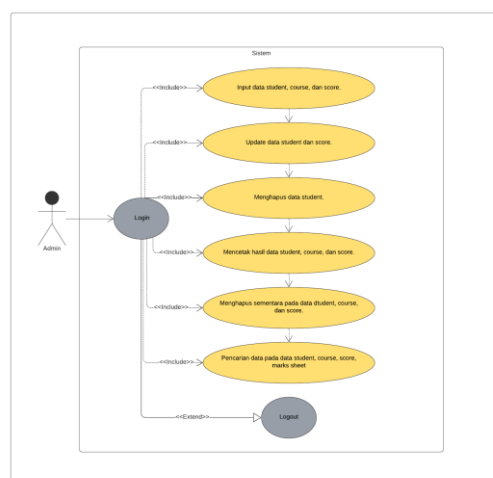 Sistem
<<Include>>
Input data student, course, dan score.
<<Include>>
Update data student dan score.
<<Include>>
Menghapus data student.
Login
Admin
<<Include>>
Mencetak hasil data student, course, dan score.
<<Include>>
Menghapus sementara pada data dtudent, course,
dan score.
<<Include>>
Pencarian data pada data student, course, score,
marks sheet
<<Extend>>
Logout